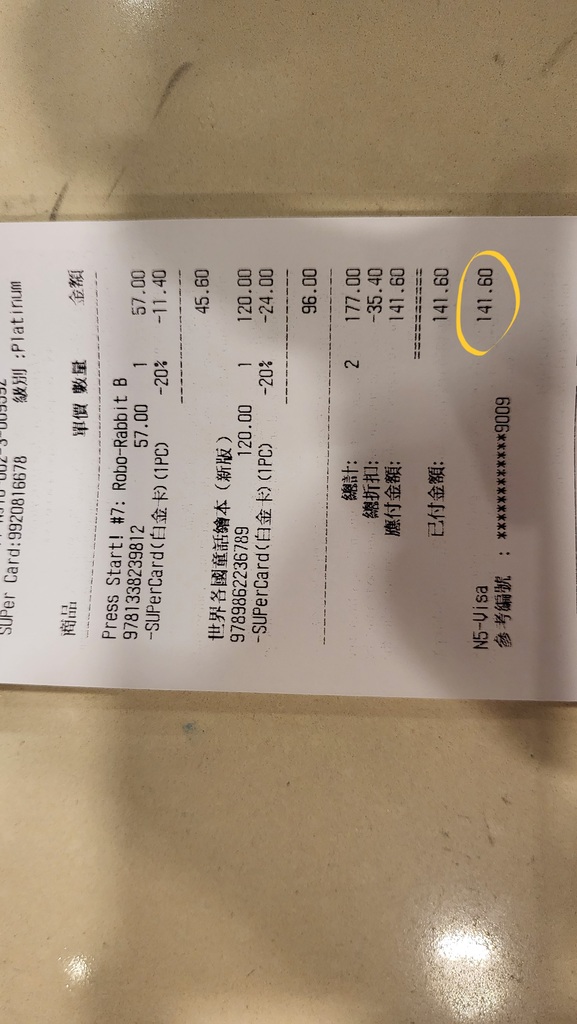 SUPer Card:9920816678 級別 :Platinum
商品 單價 數量 金額
Press Start! #7: Robo-Rabbit B
9781338239812 57.00 1 57.00
-SUPerCard(白金卡)(1PC) -20% -11.40
45.60
世界各國童話繪本（新版）
9789862236789 120.00 1 120.00
-SUPerCard(白金卡)(1PC) -20% -24.00
96.00
總計: 2 177.00
總折扣: -35.40
應付金額: 141.60
已付金額: 141.60
N5-Visa 141.60
參考編號 : ************9009